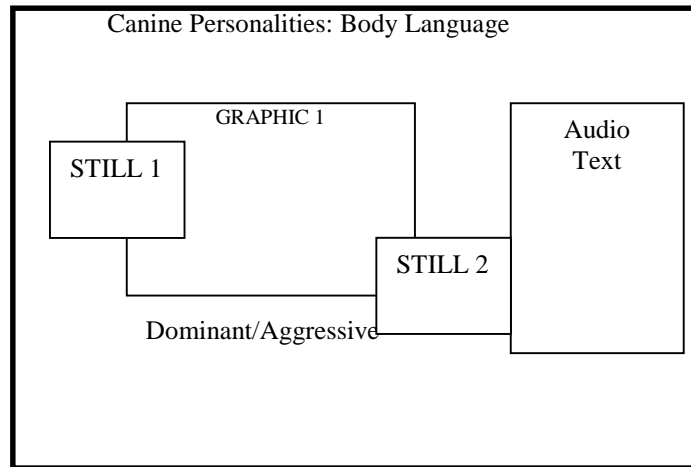 Canine Personalities: Body Language
GRAPHIC 1
STILL 1
Audio
Text
STILL 2
Dominant/Aggressive